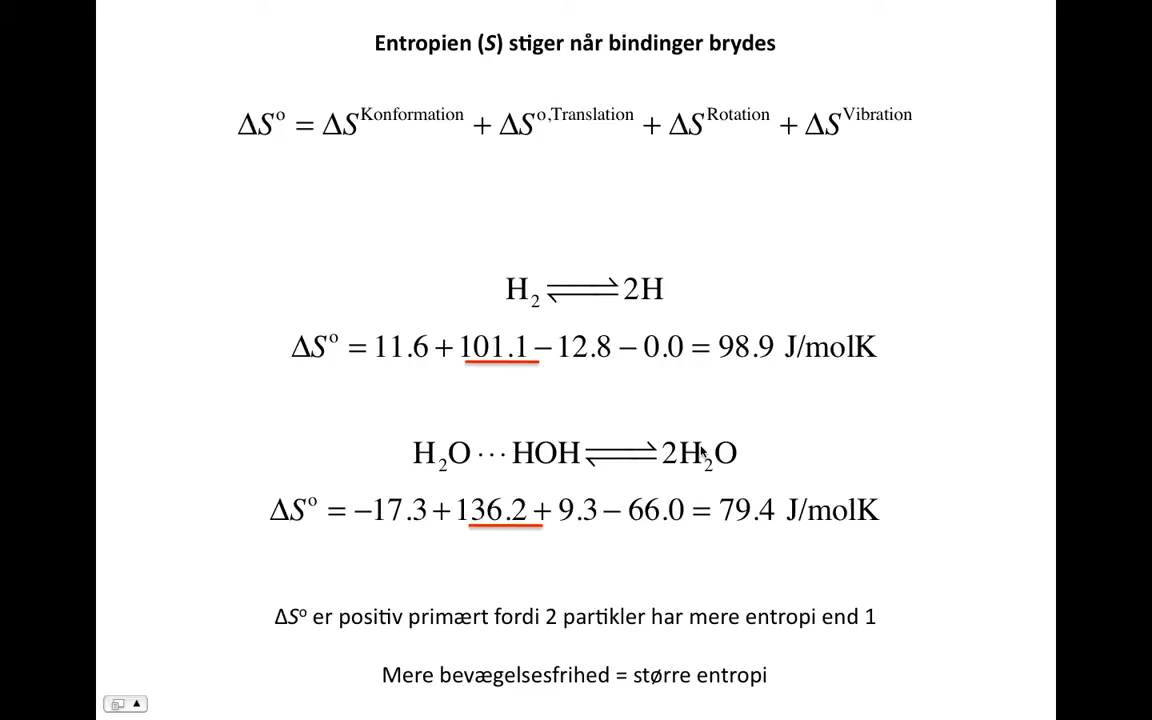 Entropien (S) stiger når bindinger brydes
ΔS° = ΔS^Konformation + ΔS^o,Translation + ΔS^Rotation + ΔS^Vibration
H₂ ⇌ 2H
ΔS° = 11.6 + 101.1 − 12.8 − 0.0 = 98.9 J/molK
H₂O ··· HOH ⇌ 2H₂O
ΔS° = −17.3 + 136.2 + 9.3 − 66.0 = 79.4 J/molK
ΔS° er positiv primært fordi 2 partikler har mere entropi end 1
Mere bevægelsesfrihed = større entropi